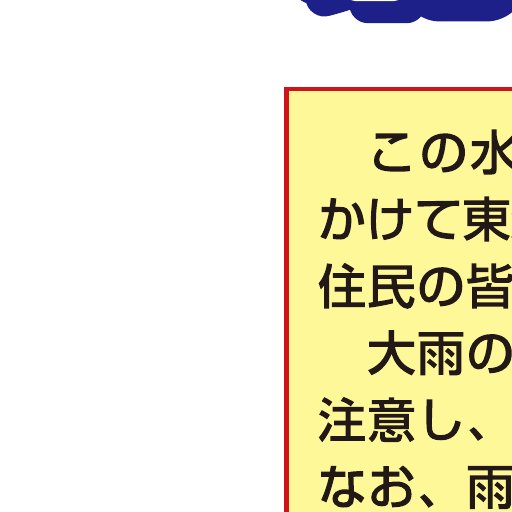 この水
かけて東
住民の皆
大雨の
注意し、
なお、雨